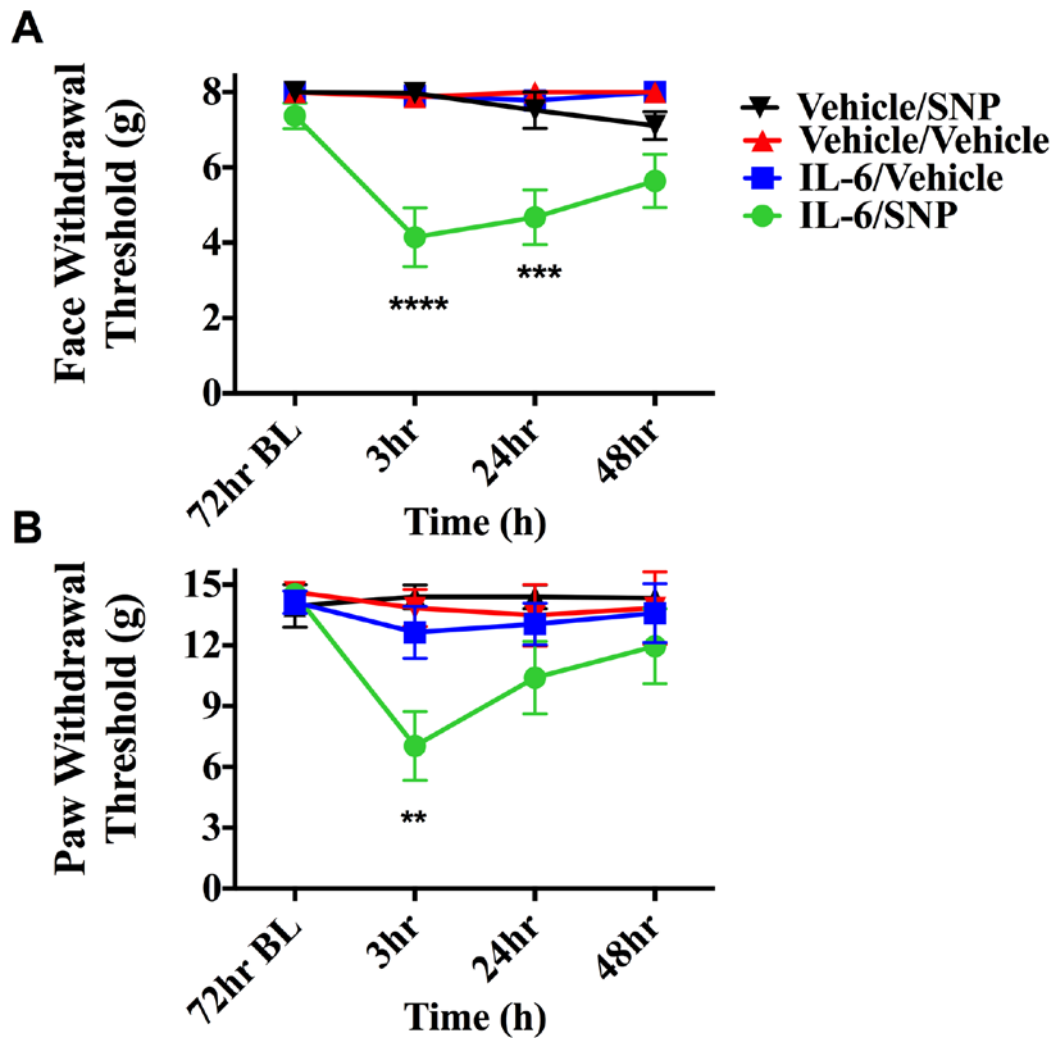 A
Face Withdrawal
Threshold (g)
8
6
4
2
0
****
***
72hr BL
3hr
24hr
48hr
Time (h)
Vehicle/SNP
Vehicle/Vehicle
IL-6/Vehicle
IL-6/SNP
B
Paw Withdrawal
Threshold (g)
15
12
9
6
3
0
**
72hr BL
3hr
24hr
48hr
Time (h)